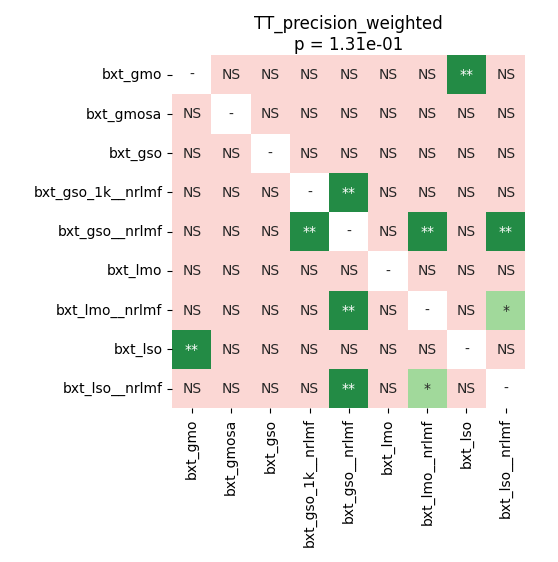 TT_precision_weighted
p = 1.31e-01
bxt_gmo - NS NS NS NS NS NS ** NS
bxt_gmosa NS - NS NS NS NS NS NS NS
bxt_gso NS NS - NS NS NS NS NS NS
bxt_gso_1k__nrlmf NS NS NS - ** NS NS NS NS
bxt_gso__nrlmf NS NS NS ** - NS ** NS **
bxt_lmo NS NS NS NS NS - NS NS NS
bxt_lmo__nrlmf NS NS NS NS ** NS - NS *
bxt_lso ** NS NS NS NS NS NS - NS
bxt_lso__nrlmf NS NS NS NS ** NS * NS -
bxt_gmo
bxt_gmosa
bxt_gso
bxt_gso_1k__nrlmf
bxt_gso__nrlmf
bxt_lmo
bxt_lmo__nrlmf
bxt_lso
bxt_lso__nrlmf